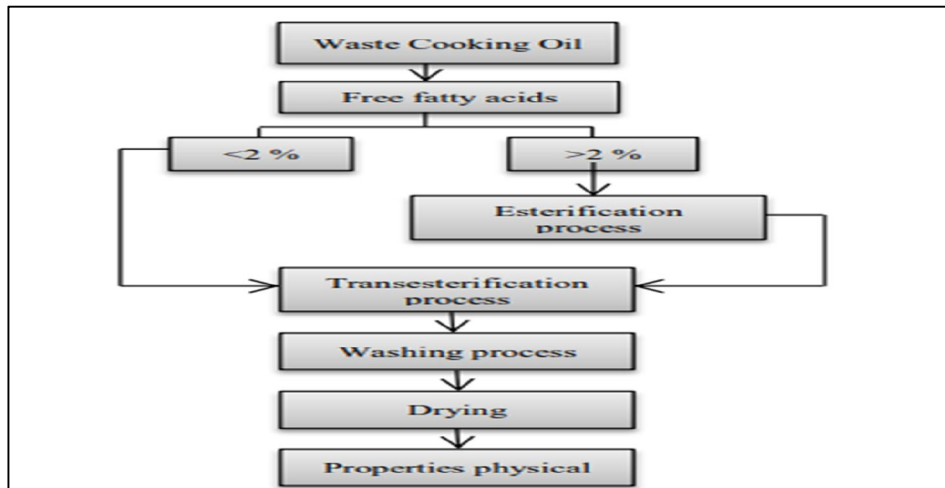 Waste Cooking Oil
Free fatty acids
<2 %
>2 %
Esterification
process
Transesterification
process
Washing process
Drying
Properties physical